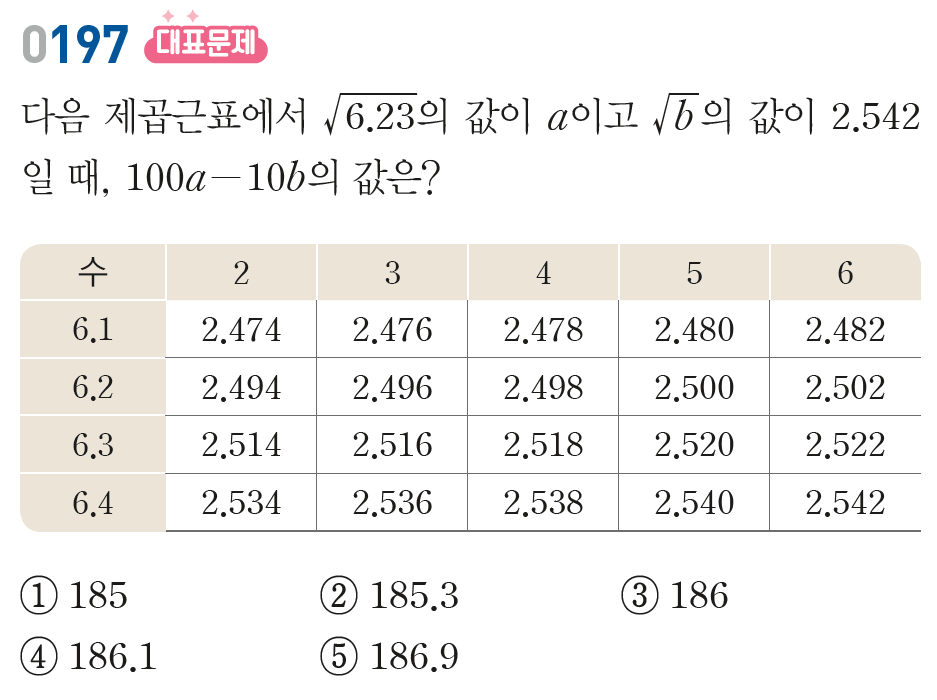 0197 대표문제
다음 제곱근표에서 √6.23의 값이 a이고 √b의 값이 2.542
일 때, 100a－10b의 값은?
수 2 3 4 5 6
6.1 2.474 2.476 2.478 2.480 2.482
6.2 2.494 2.496 2.498 2.500 2.502
6.3 2.514 2.516 2.518 2.520 2.522
6.4 2.534 2.536 2.538 2.540 2.542
① 185 ② 185.3 ③ 186
④ 186.1 ⑤ 186.9